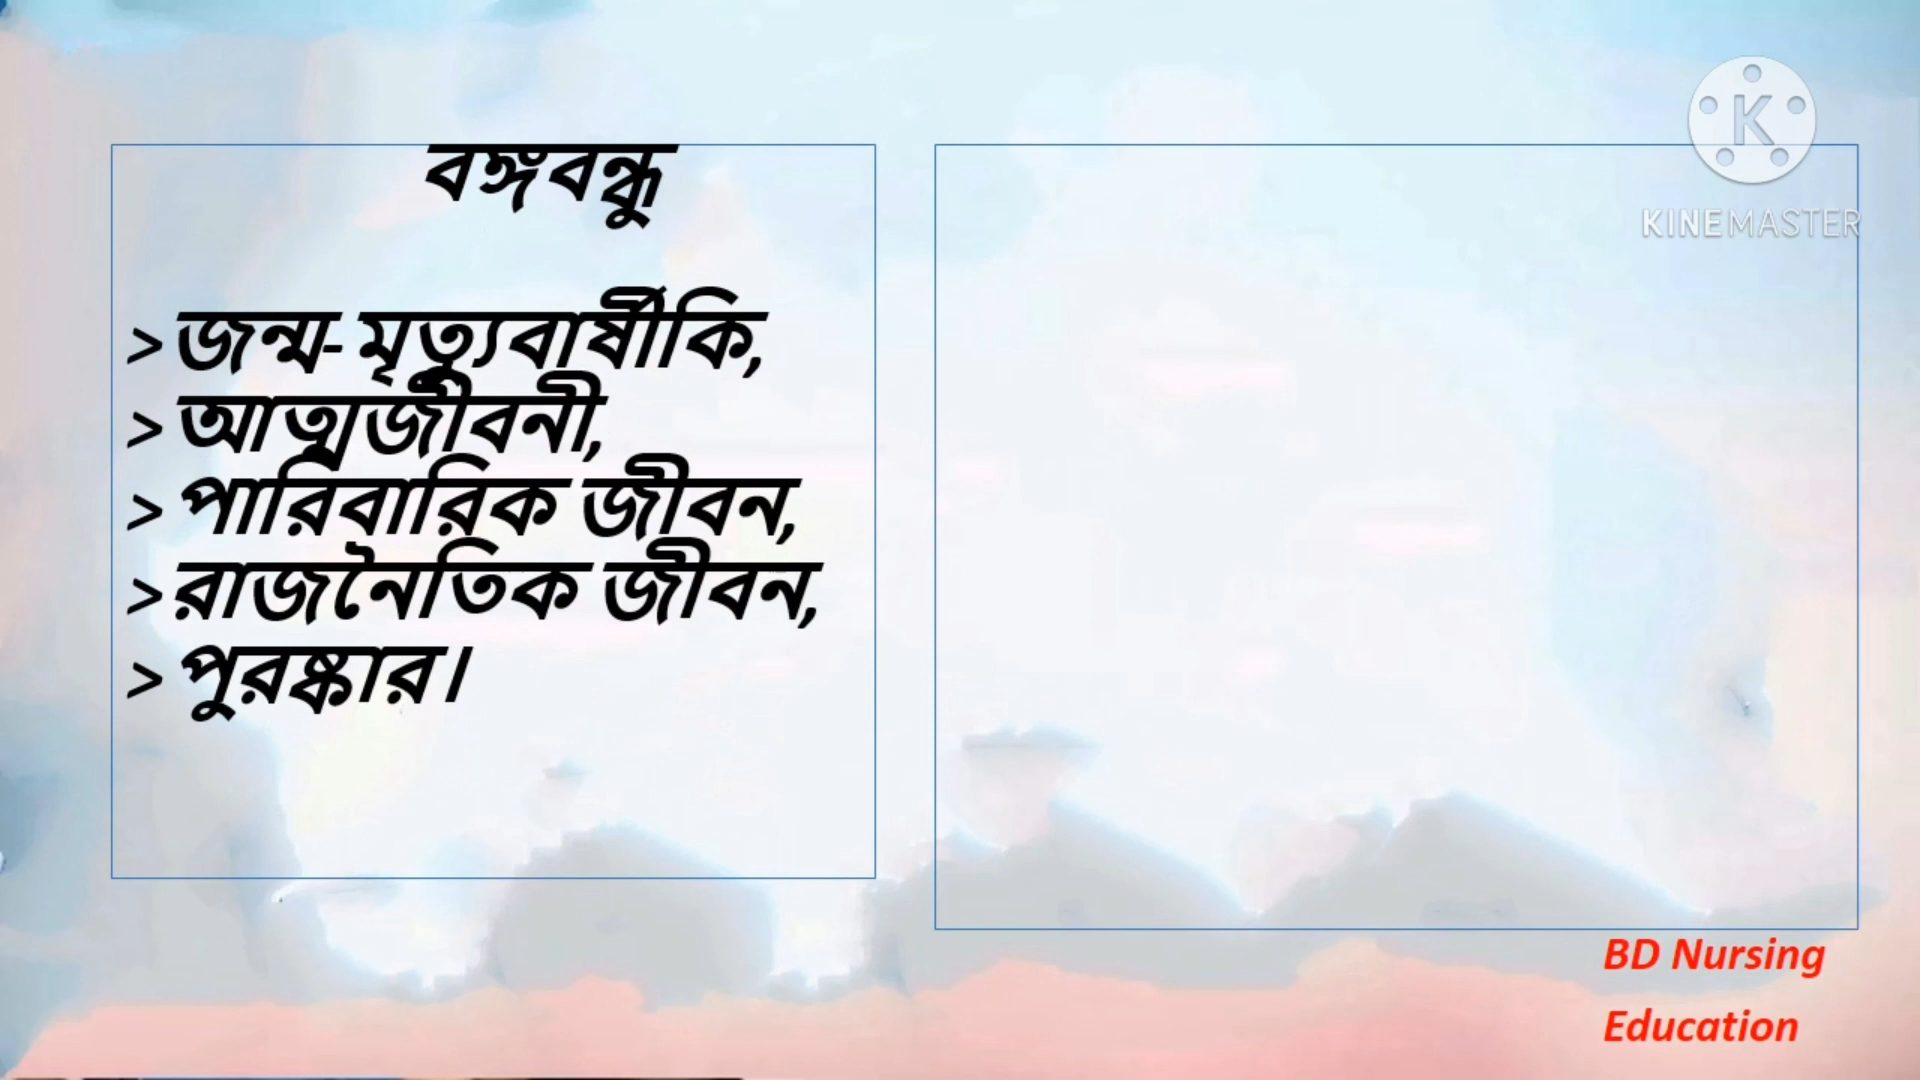 বঙ্গবন্ধু
>জন্ম- মৃত্যুবার্ষীকি,
> আত্মজীবনী,
> পারিবারিক জীবন,
>রাজনৈতিক জীবন,
> পুরষ্কার।
K
KINEMASTER
BD Nursing
Education